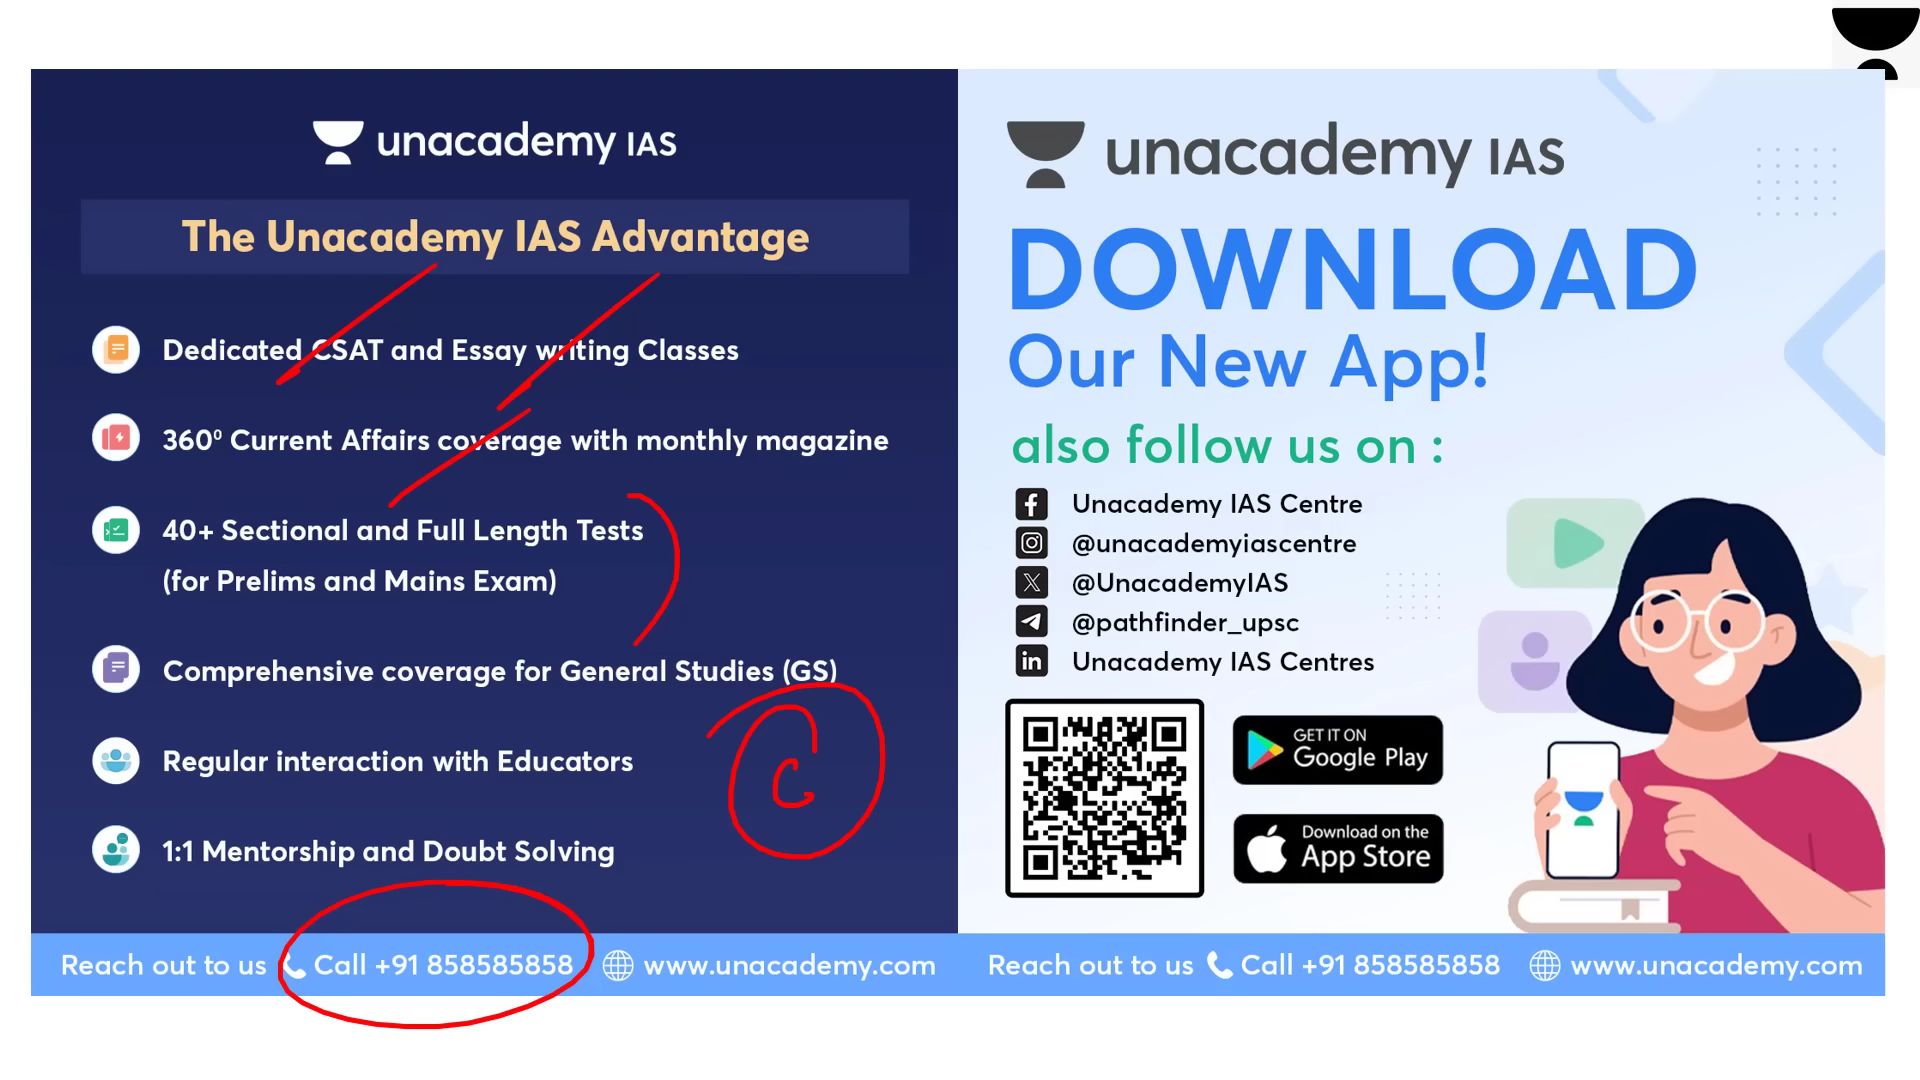 unacademy IAS
The Unacademy IAS Advantage
Dedicated CSAT and Essay writing Classes
360⁰ Current Affairs coverage with monthly magazine
40+ Sectional and Full Length Tests
(for Prelims and Mains Exam)
Comprehensive coverage for General Studies (GS)
Regular interaction with Educators
1:1 Mentorship and Doubt Solving
Reach out to us Call +91 858585858 www.unacademy.com
unacademy IAS
DOWNLOAD
Our New App!
also follow us on :
Unacademy IAS Centre
@unacademyiascentre
@UnacademyIAS
@pathfinder_upsc
Unacademy IAS Centres
GET IT ON
Google Play
Download on the
App Store
Reach out to us Call +91 858585858 www.unacademy.com